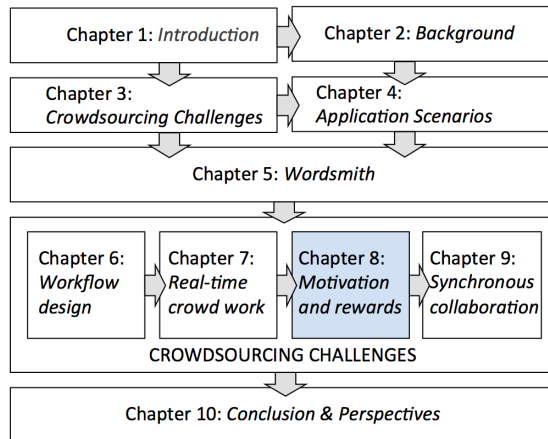 Chapter 1: Introduction
Chapter 2: Background
Chapter 3:
Crowdsourcing Challenges
Chapter 4:
Application Scenarios
Chapter 5: Wordsmith
Chapter 6:
Workflow
design
Chapter 7:
Real-time
crowd work
Chapter 8:
Motivation
and rewards
Chapter 9:
Synchronous
collaboration
CROWDSOURCING CHALLENGES
Chapter 10: Conclusion & Perspectives